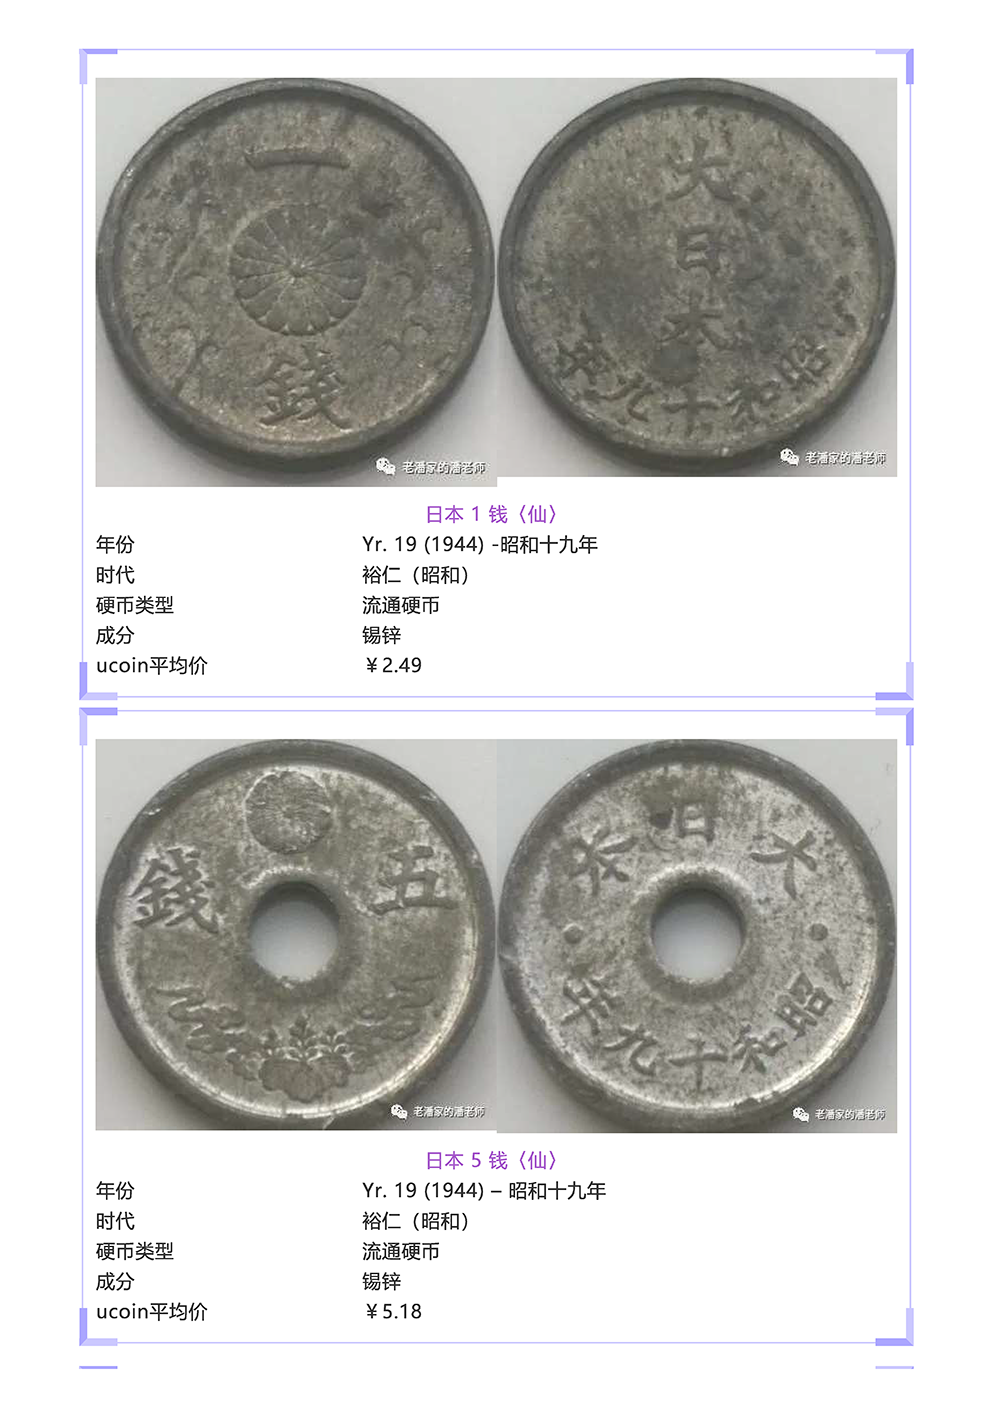 一
錢
大
日
本
年九十和昭
老潘家的潘老师
老潘家的潘老师
日本 1 钱〈仙〉
年份 Yr. 19 (1944) -昭和十九年
时代 裕仁（昭和）
硬币类型 流通硬币
成分 锡锌
ucoin平均价 ￥2.49
錢 五
本日大
年九十和昭
老潘家的潘老师
老潘家的潘老师
日本 5 钱〈仙〉
年份 Yr. 19 (1944) – 昭和十九年
时代 裕仁（昭和）
硬币类型 流通硬币
成分 锡锌
ucoin平均价 ￥5.18